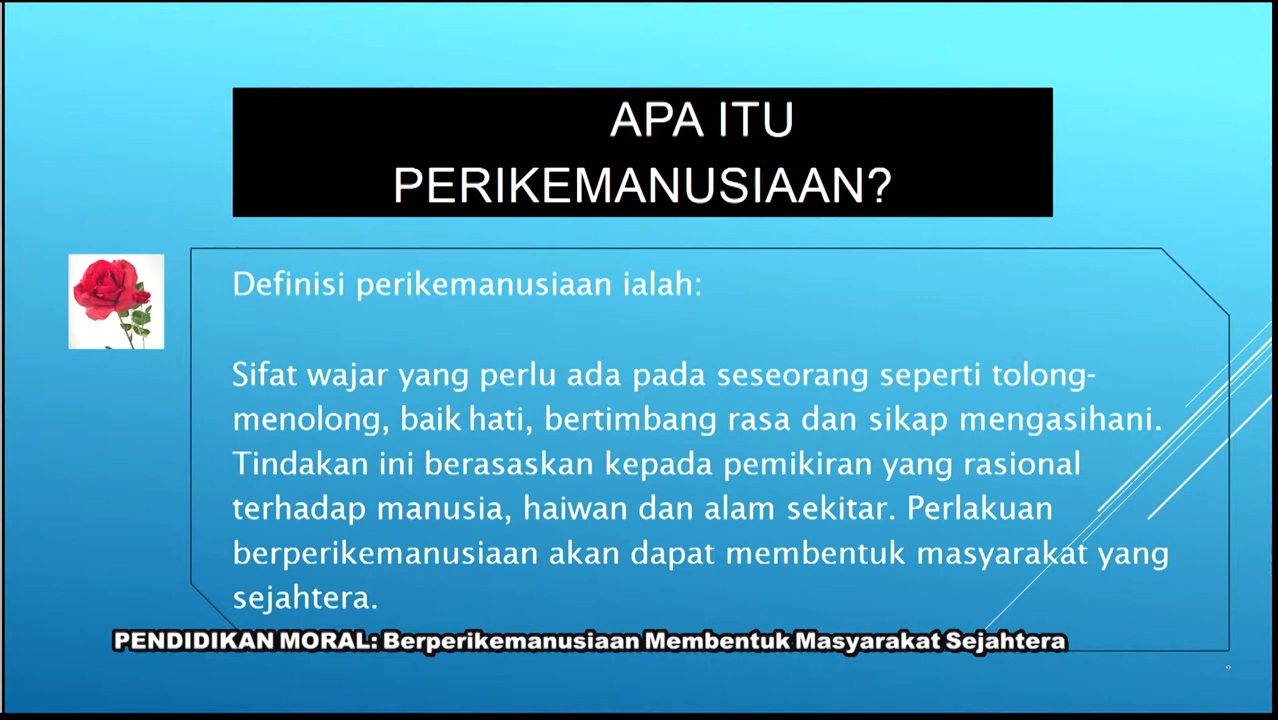 APA ITU
PERIKEMANUSIAAN?
Definisi perikemanusiaan ialah:
Sifat wajar yang perlu ada pada seseorang seperti tolong-
menolong, baik hati, bertimbang rasa dan sikap mengasihani.
Tindakan ini berasaskan kepada pemikiran yang rasional
terhadap manusia, haiwan dan alam sekitar. Perlakuan
berperikemanusiaan akan dapat membentuk masyarakat yang
sejahtera.
PENDIDIKAN MORAL: Berperikemanusiaan Membentuk Masyarakat Sejahtera